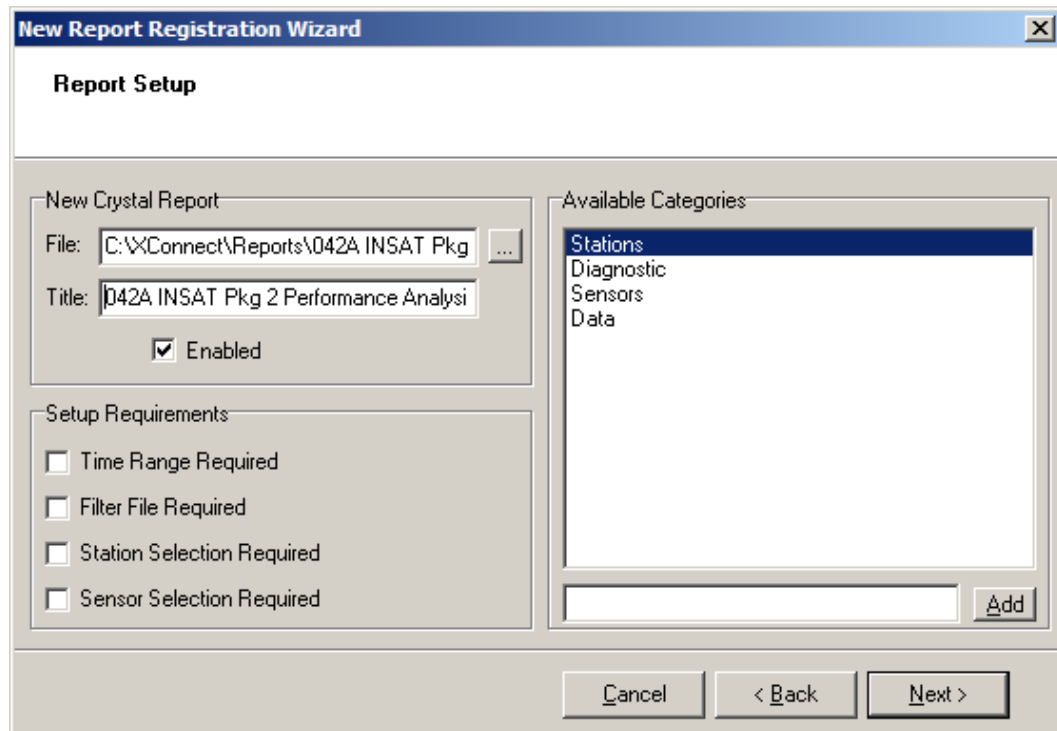 New Report Registration Wizard
Report Setup
New Crystal Report
File: C:\XConnect\Reports\042A INSAT Pkg ...
Title: 042A INSAT Pkg 2 Performance Analysi
Enabled
Setup Requirements
Time Range Required
Filter File Required
Station Selection Required
Sensor Selection Required
Available Categories
Stations
Diagnostic
Sensors
Data
Add
Cancel < Back Next >